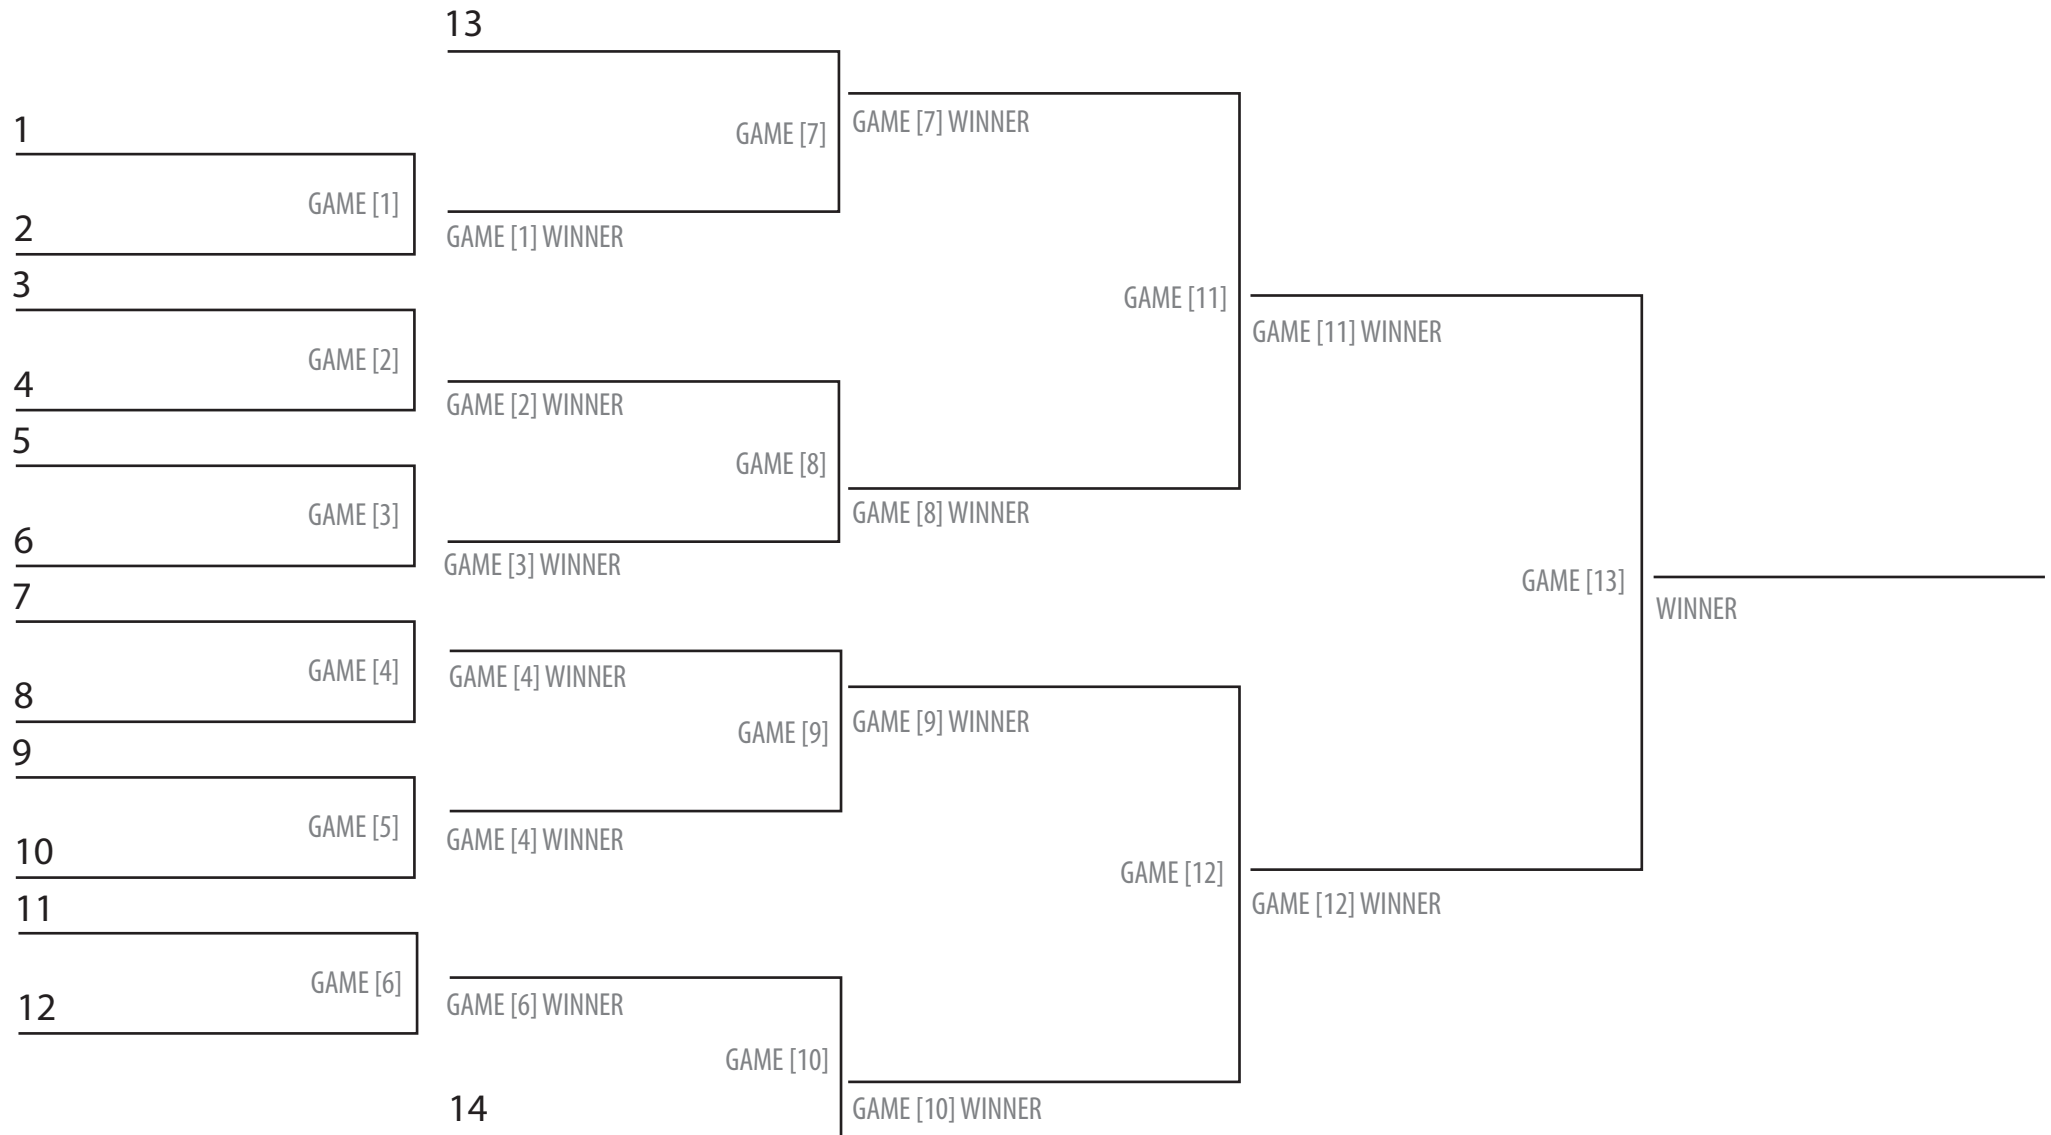 13
1
GAME [1]
2
3
GAME [2]
4
5
GAME [3]
6
7
GAME [4]
8
9
GAME [5]
10
11
GAME [6]
12
GAME [7]
GAME [1] WINNER
GAME [2] WINNER
GAME [8]
GAME [3] WINNER
GAME [4] WINNER
GAME [9]
GAME [4] WINNER
GAME [6] WINNER
GAME [10]
14
GAME [7] WINNER
GAME [11]
GAME [8] WINNER
GAME [9] WINNER
GAME [12]
GAME [10] WINNER
GAME [11] WINNER
GAME [13]
GAME [12] WINNER
WINNER